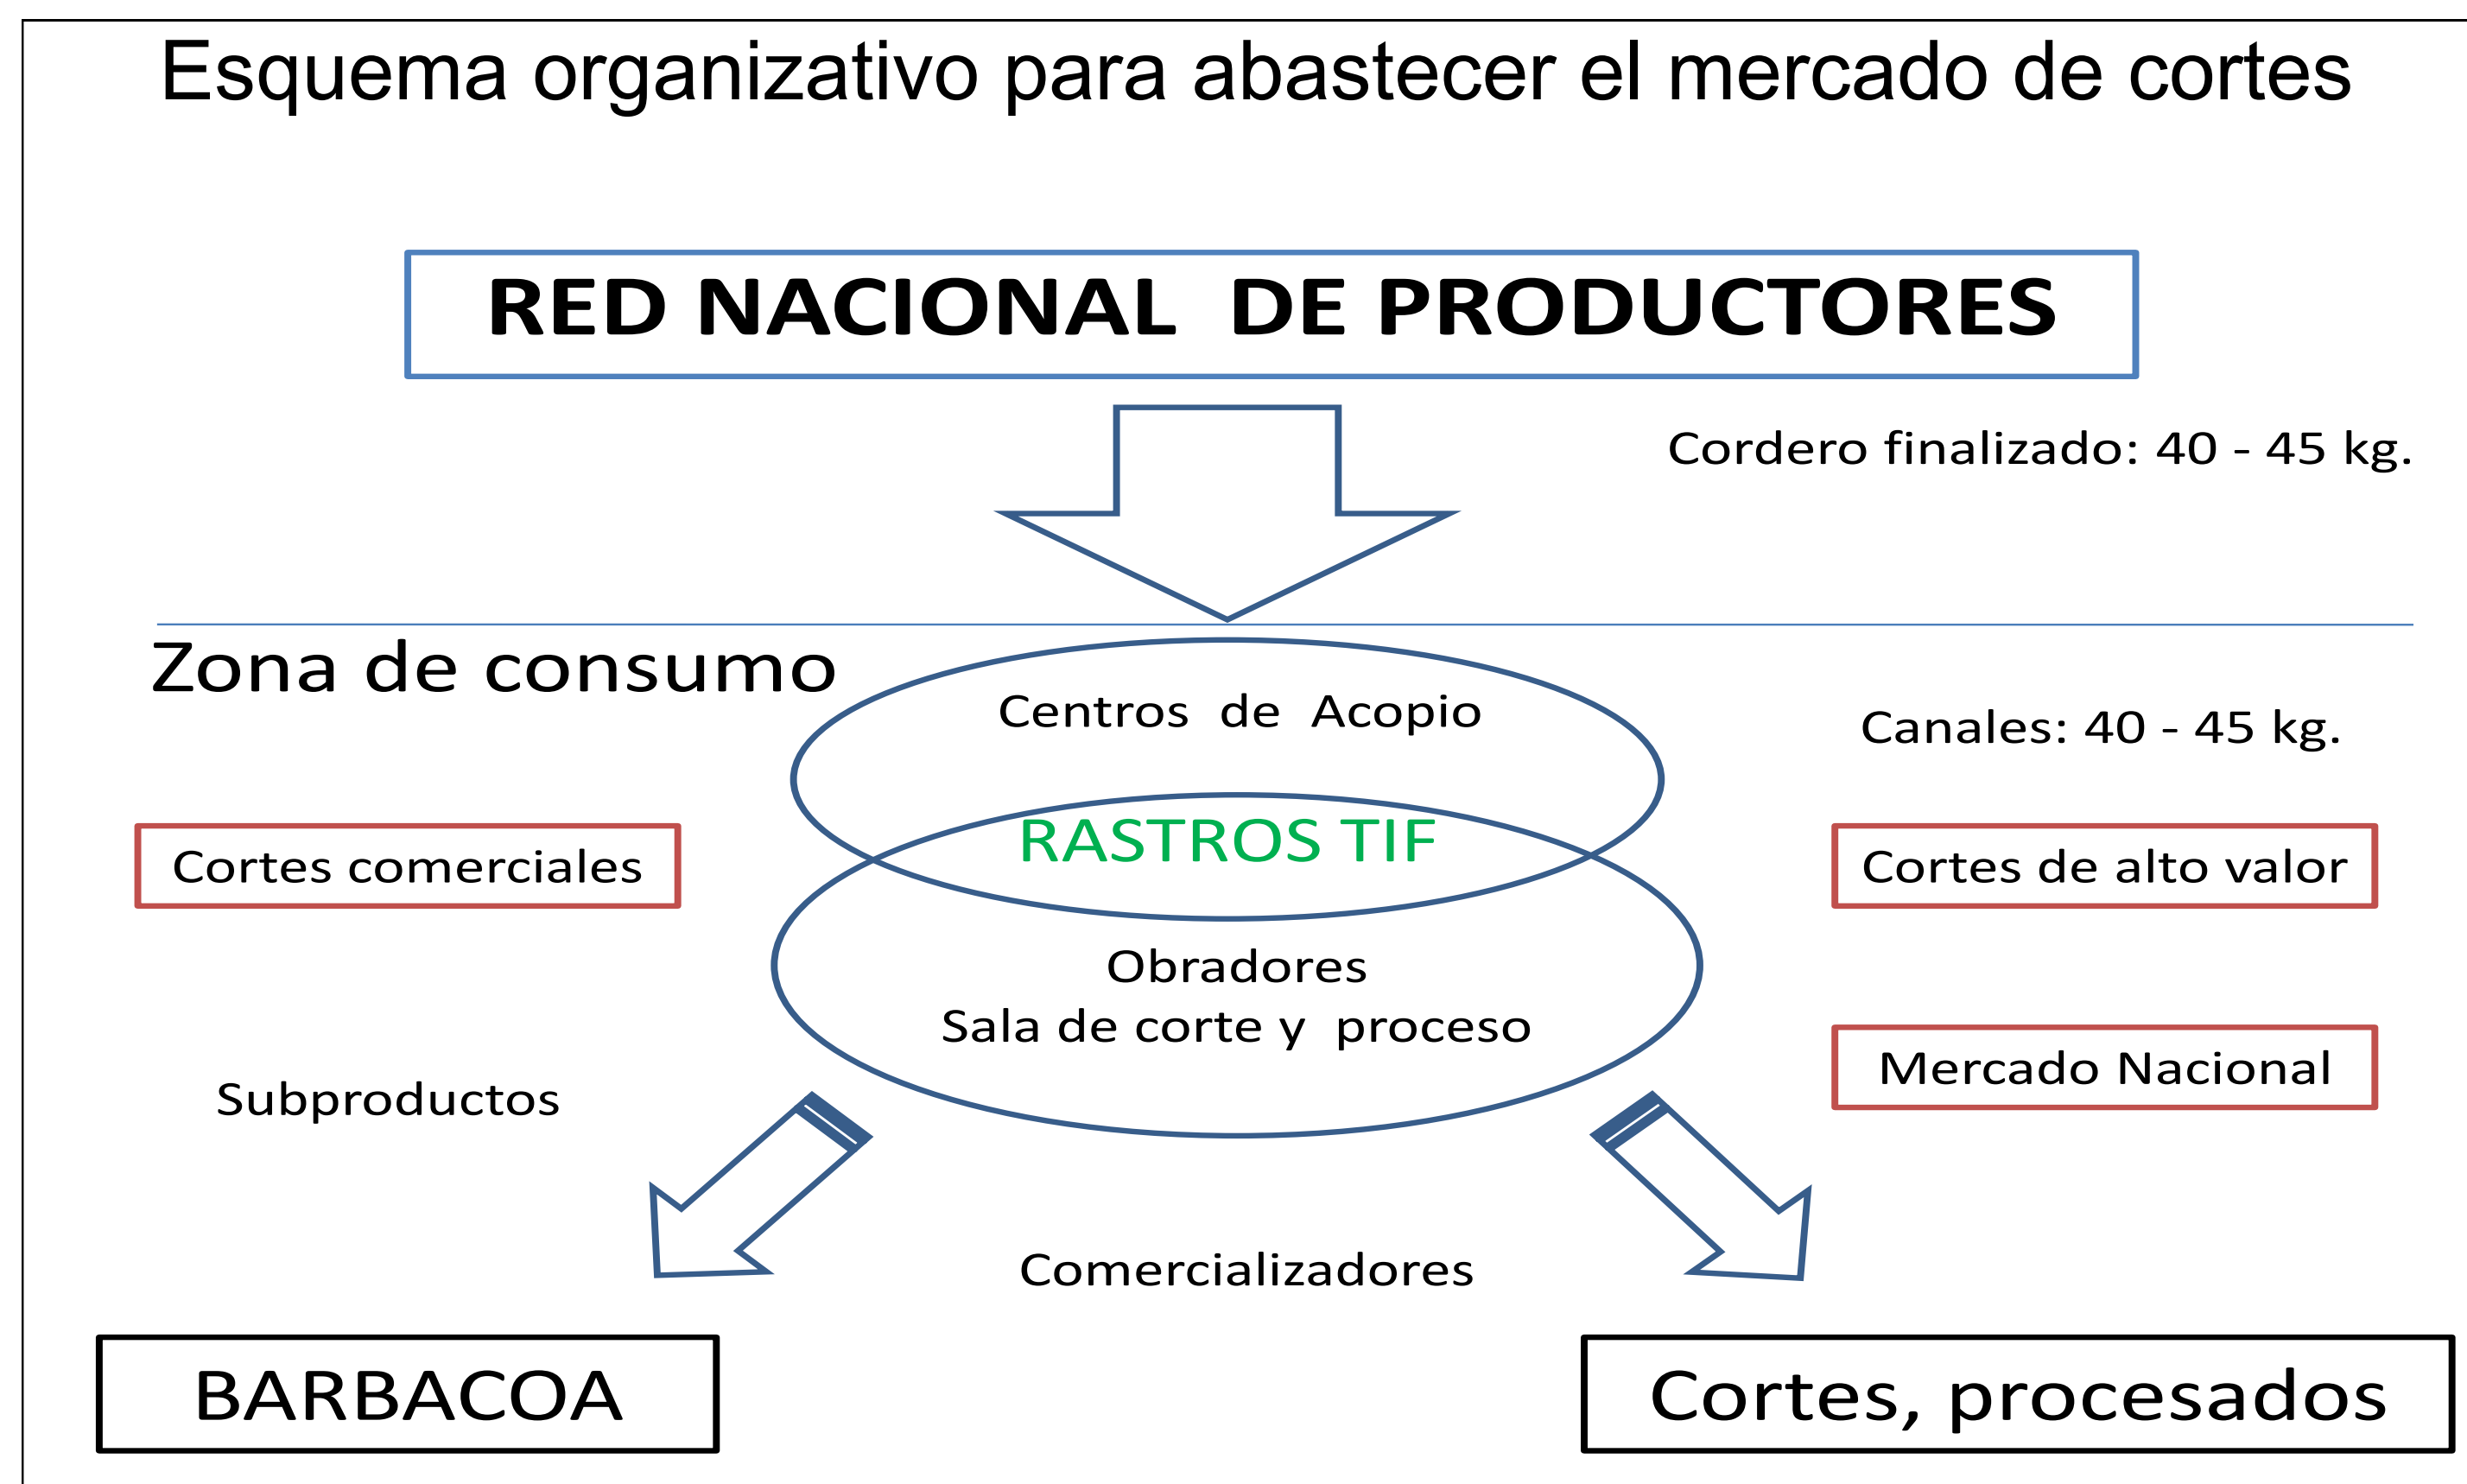 Esquema organizativo para abastecer el mercado de cortes
RED NACIONAL DE PRODUCTORES
Cordero finalizado: 40 - 45 kg.
Zona de consumo
Centros de Acopio
Canales: 40 - 45 kg.
RASTROS TIF
Cortes comerciales
Cortes de alto valor
Obradores
Sala de corte y proceso
Mercado Nacional
Subproductos
Comercializadores
BARBACOA
Cortes, procesados